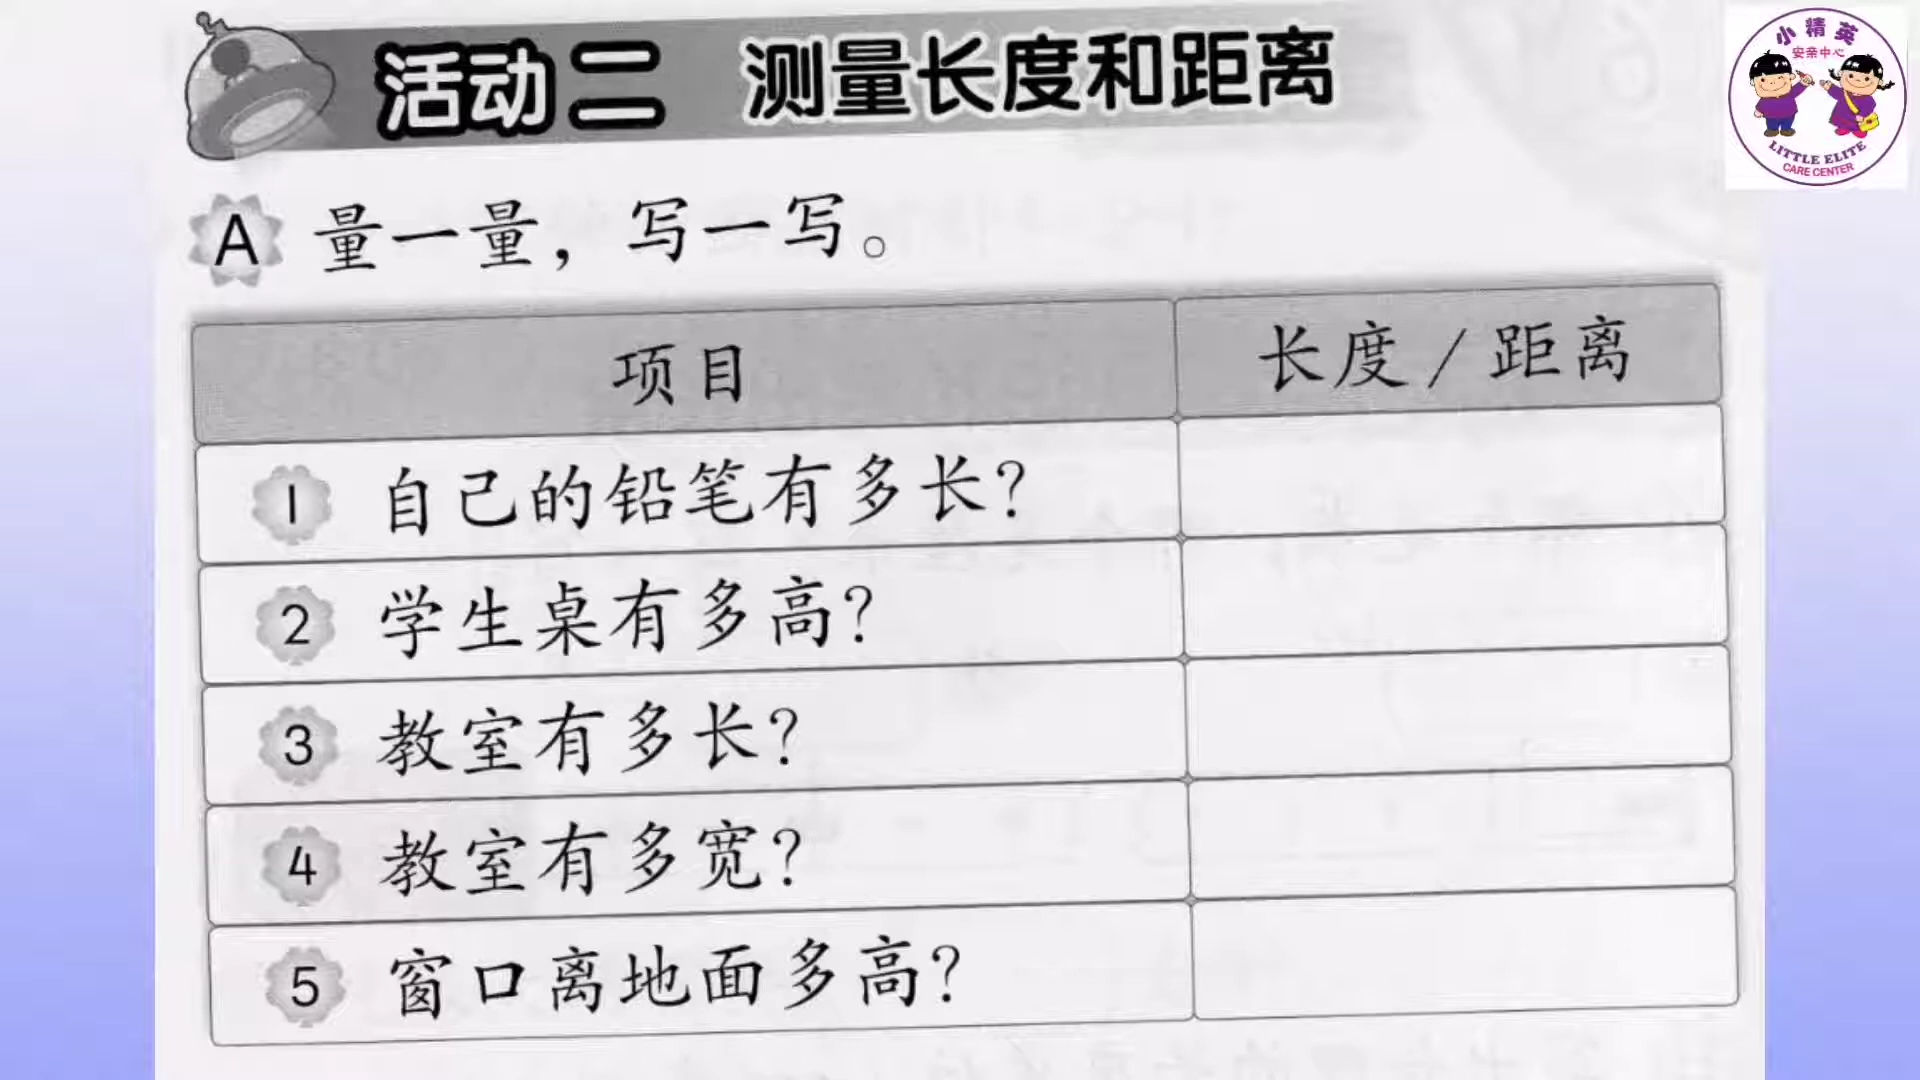 活动二 测量长度和距离
小精英
安亲中心
LITTLE ELITE
CARE CENTER
A 量一量，写一写。
项目 长度/距离
1 自己的铅笔有多长？
2 学生桌有多高？
3 教室有多长？
4 教室有多宽？
5 窗口离地面多高？